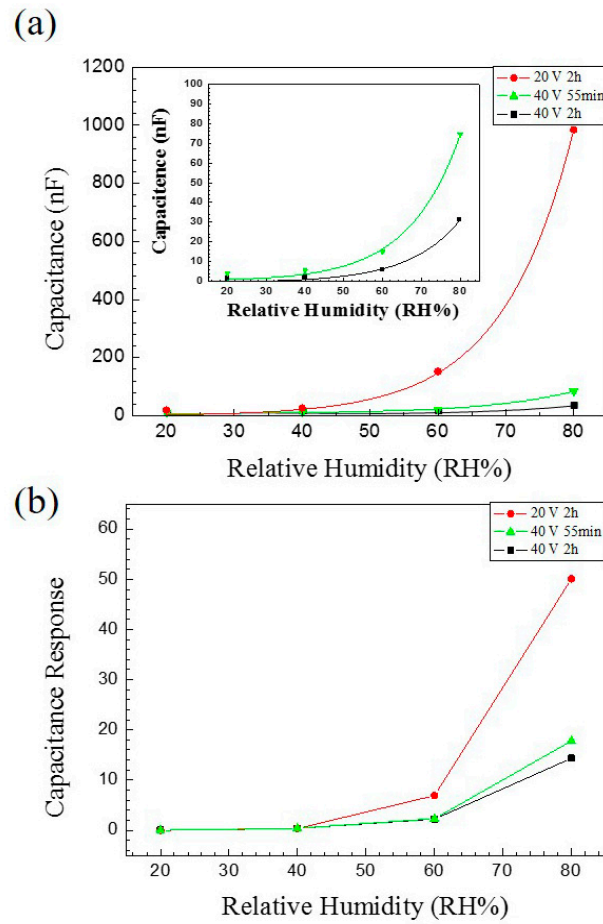 (a)
1200
1000
800
600
400
200
0
Capacitance (nF)
20 30 40 50 60 70 80
Relative Humidity (RH%)
20 V 2h
40 V 55min
40 V 2h
100
90
80
70
60
50
40
30
20
10
0
Capacitence (nF)
20 30 40 50 60 70 80
Relative Humidity (RH%)
(b)
60
50
40
30
20
10
0
Capacitance Response
20 30 40 50 60 70 80
Relative Humidity (RH%)
20 V 2h
40 V 55min
40 V 2h